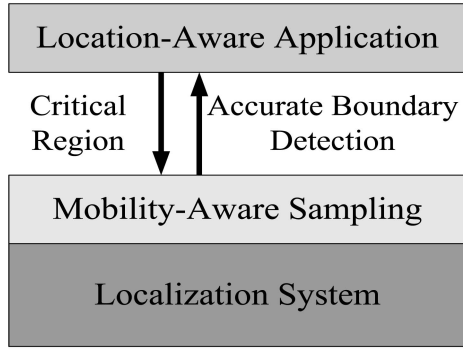 Location-Aware Application
Critical
Region
Accurate Boundary
Detection
Mobility-Aware Sampling
Localization System